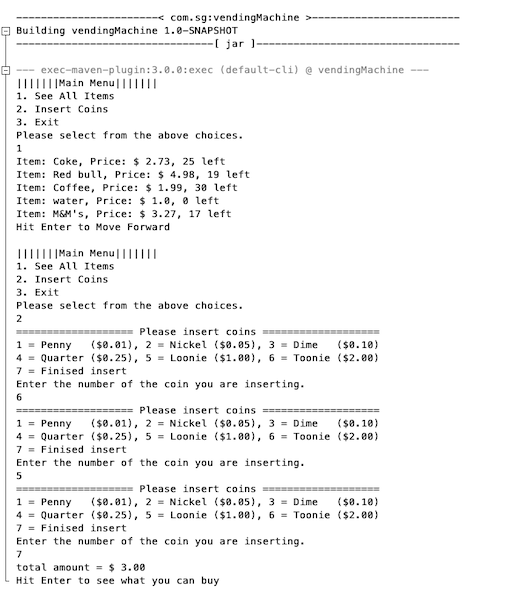 ------------------------< com.sg:vendingMachine >-------------------------
Building vendingMachine 1.0-SNAPSHOT
--------------------------------[ jar ]---------------------------------
--- exec-maven-plugin:3.0.0:exec (default-cli) @ vendingMachine ---
|||||||Main Menu|||||||
1. See All Items
2. Insert Coins
3. Exit
Please select from the above choices.
1
Item: Coke, Price: $ 2.73, 25 left
Item: Red bull, Price: $ 4.98, 19 left
Item: Coffee, Price: $ 1.99, 30 left
Item: water, Price: $ 1.0, 0 left
Item: M&M's, Price: $ 3.27, 17 left
Hit Enter to Move Forward
|||||||Main Menu|||||||
1. See All Items
2. Insert Coins
3. Exit
Please select from the above choices.
2
=================== Please insert coins ===================
1 = Penny   ($0.01), 2 = Nickel ($0.05), 3 = Dime   ($0.10)
4 = Quarter ($0.25), 5 = Loonie ($1.00), 6 = Toonie ($2.00)
7 = Finised insert
Enter the number of the coin you are inserting.
6
=================== Please insert coins ===================
1 = Penny   ($0.01), 2 = Nickel ($0.05), 3 = Dime   ($0.10)
4 = Quarter ($0.25), 5 = Loonie ($1.00), 6 = Toonie ($2.00)
7 = Finised insert
Enter the number of the coin you are inserting.
5
=================== Please insert coins ===================
1 = Penny   ($0.01), 2 = Nickel ($0.05), 3 = Dime   ($0.10)
4 = Quarter ($0.25), 5 = Loonie ($1.00), 6 = Toonie ($2.00)
7 = Finised insert
Enter the number of the coin you are inserting.
7
total amount = $ 3.00
Hit Enter to see what you can buy